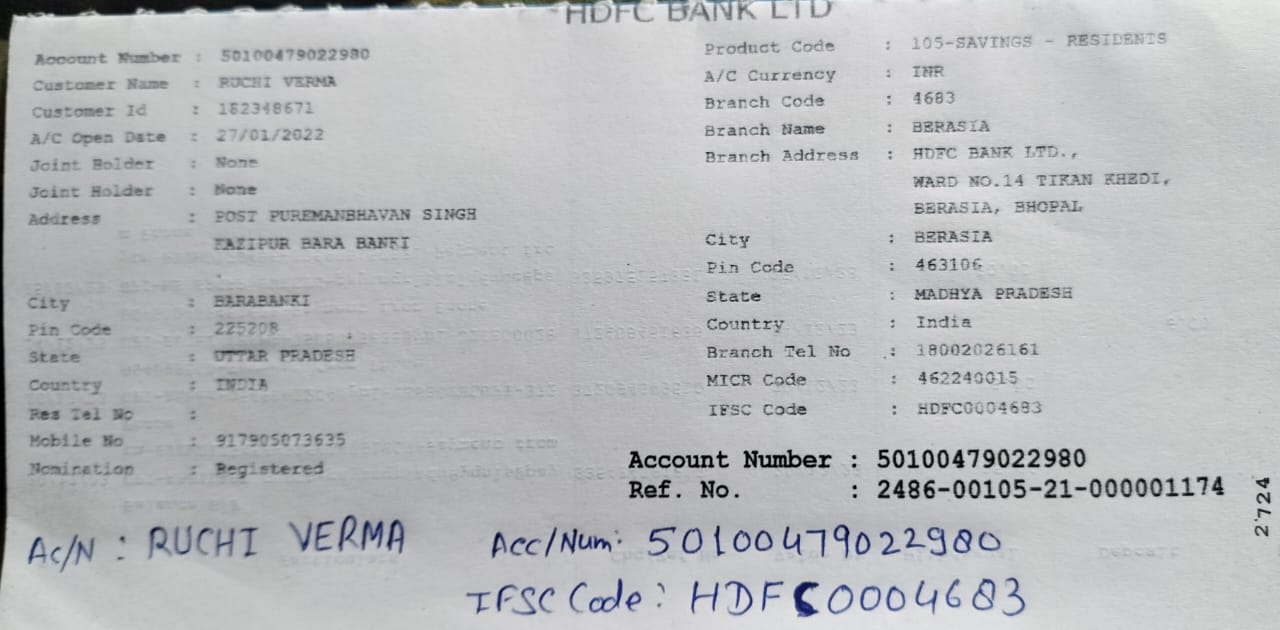 HDFC BANK LTD
Account Number : 50100479022980
Customer Name : RUCHI VERMA
Customer Id : 182348671
A/C Open Date : 27/01/2022
Joint Holder : None
Joint Holder : None
Address : POST PUREMANBHAVAN SINGH
FAZIPUR BARA BANKI
.
City : BARABANKI
Pin Code : 225208
State : UTTAR PRADESH
Country : INDIA
Res Tel No :
Mobile No : 917905073635
Nomination : Registered
Product Code : 105-SAVINGS - RESIDENTS
A/C Currency : INR
Branch Code : 4683
Branch Name : BERASIA
Branch Address : HDFC BANK LTD.,
WARD NO.14 TIKAN KHEDI,
BERASIA, BHOPAL
City : BERASIA
Pin Code : 463106
State : MADHYA PRADESH
Country : India
Branch Tel No : 18002026161
MICR Code : 462240015
IFSC Code : HDFC0004683
Account Number : 50100479022980
Ref. No. : 2486-00105-21-000001174
2724
Ac/N : RUCHI VERMA
Acc/Num: 50100479022980
IFSC Code : HDFC0004683